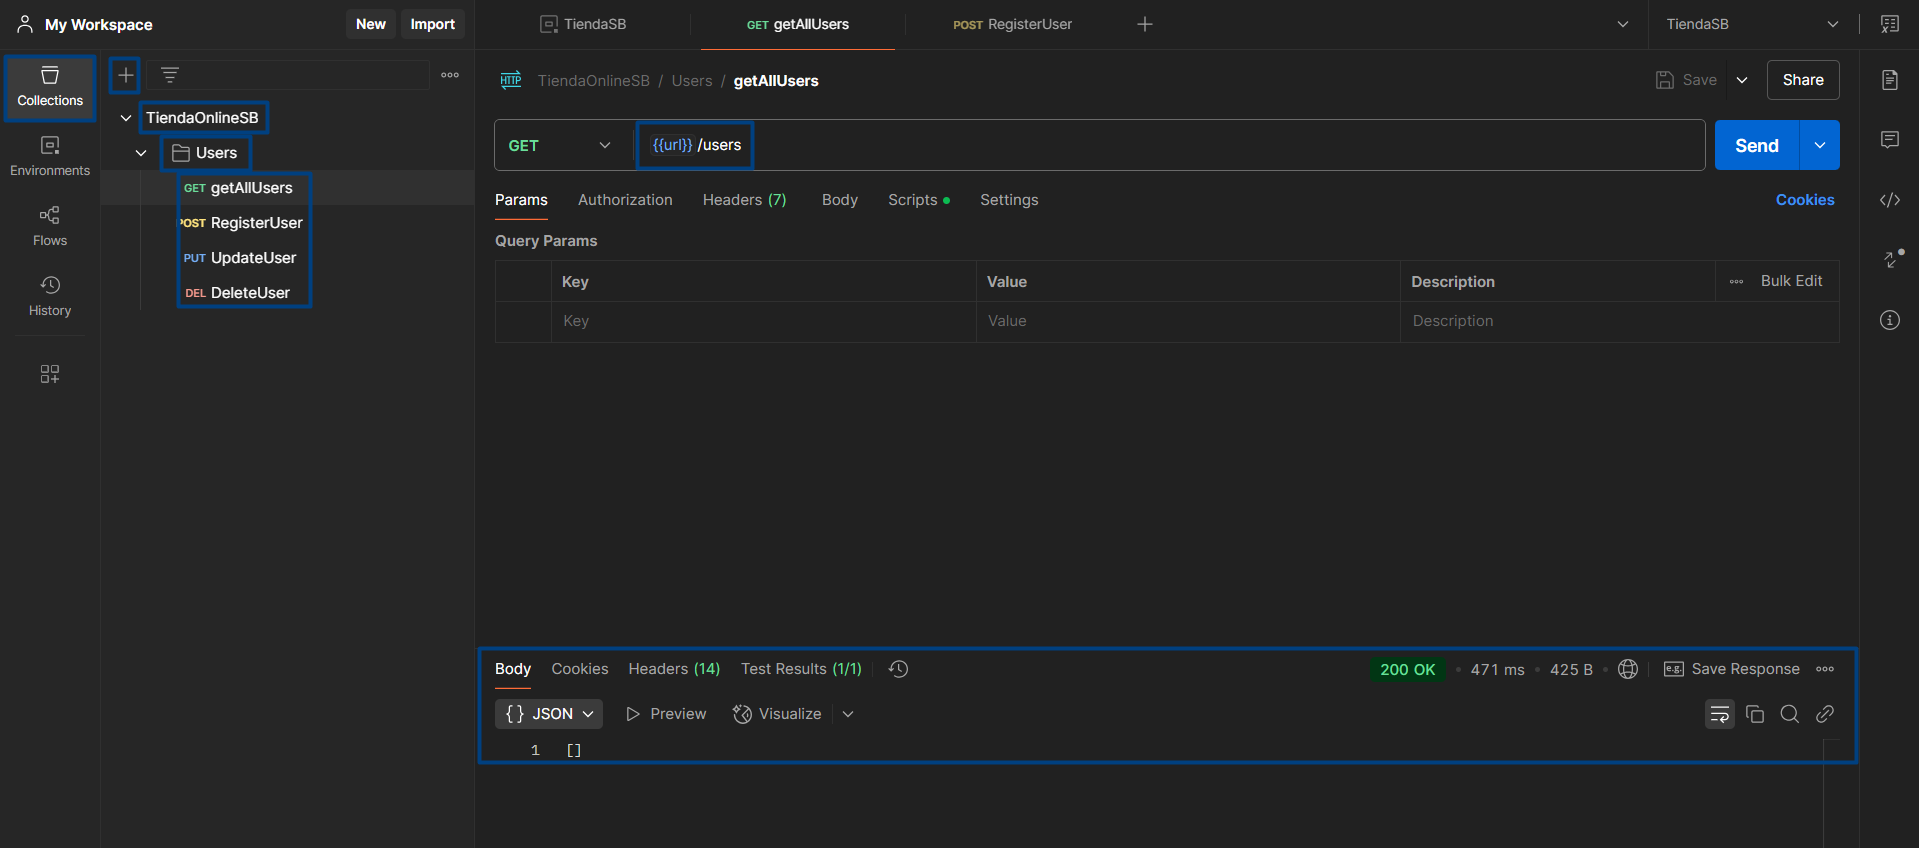 My Workspace
New
Import
TiendaSB
GET getAllUsers
POST RegisterUser
TiendaSB
Collections
Environments
Flows
History
TiendaOnlineSB
Users
GET getAllUsers
POST RegisterUser
PUT UpdateUser
DEL DeleteUser
HTTP
TiendaOnlineSB / Users / getAllUsers
Save
Share
GET
{{url}} /users
Send
Params
Authorization
Headers (7)
Body
Scripts
Settings
Cookies
Query Params
Key
Value
Description
Bulk Edit
Key
Value
Description
Body
Cookies
Headers (14)
Test Results (1/1)
200 OK
471 ms
425 B
e.g.
Save Response
{} JSON
Preview
Visualize
1 []